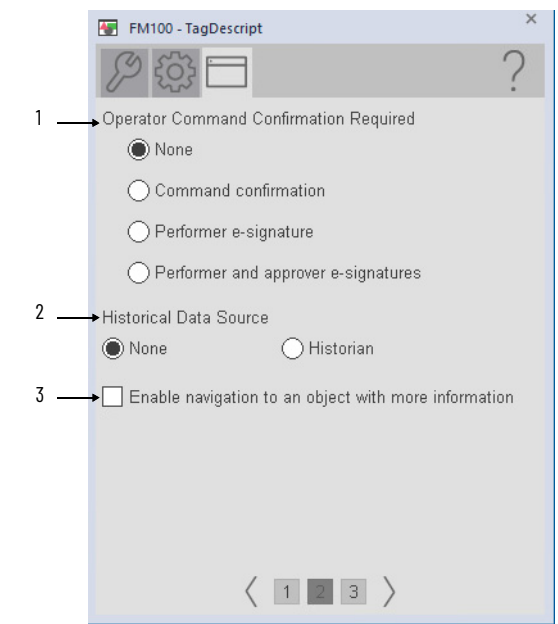 FM100 - TagDescript
?
1 Operator Command Confirmation Required
None
Command confirmation
Performer e-signature
Performer and approver e-signatures
2 Historical Data Source
None Historian
3 Enable navigation to an object with more information
1 2 3